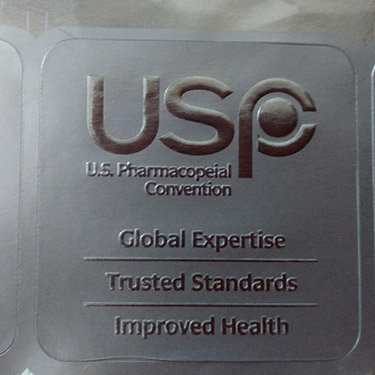 USP
U.S. Pharmacopeial
Convention
Global Expertise
Trusted Standards
Improved Health